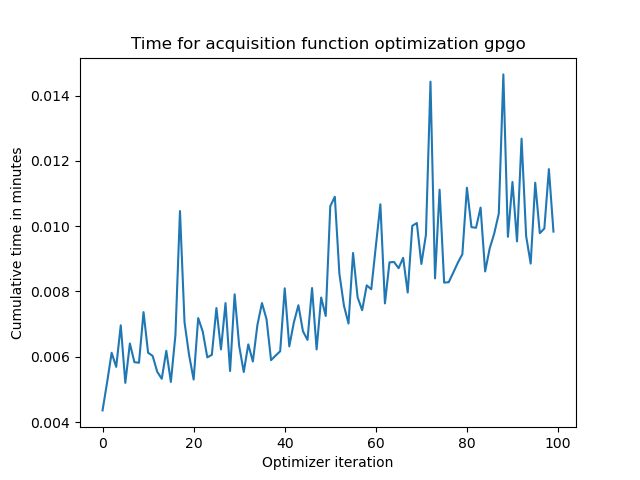 Time for acquisition function optimization gpgo
0.014
0.012
0.010
0.008
0.006
0.004
Cumulative time in minutes
0 20 40 60 80 100
Optimizer iteration